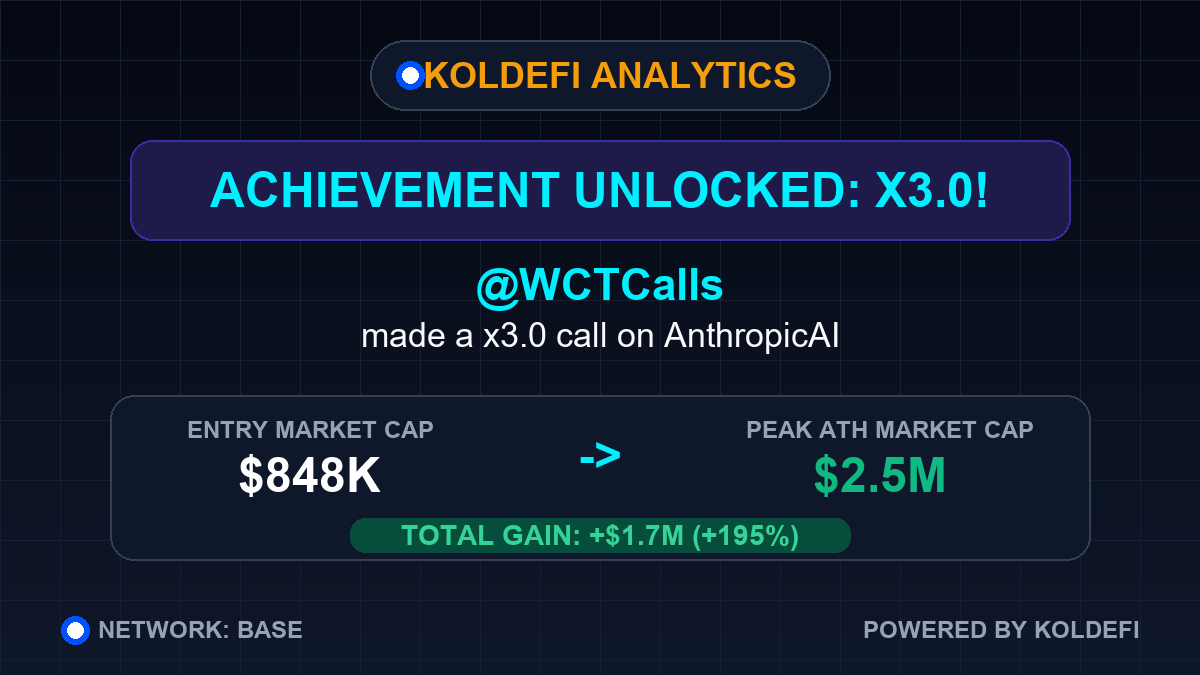 KOLDEFI ANALYTICS
ACHIEVEMENT UNLOCKED: X3.0!
@WCTCalls
made a x3.0 call on AnthropicAI
ENTRY MARKET CAP
$848K
->
PEAK ATH MARKET CAP
$2.5M
TOTAL GAIN: +$1.7M (+195%)
NETWORK: BASE
POWERED BY KOLDEFI